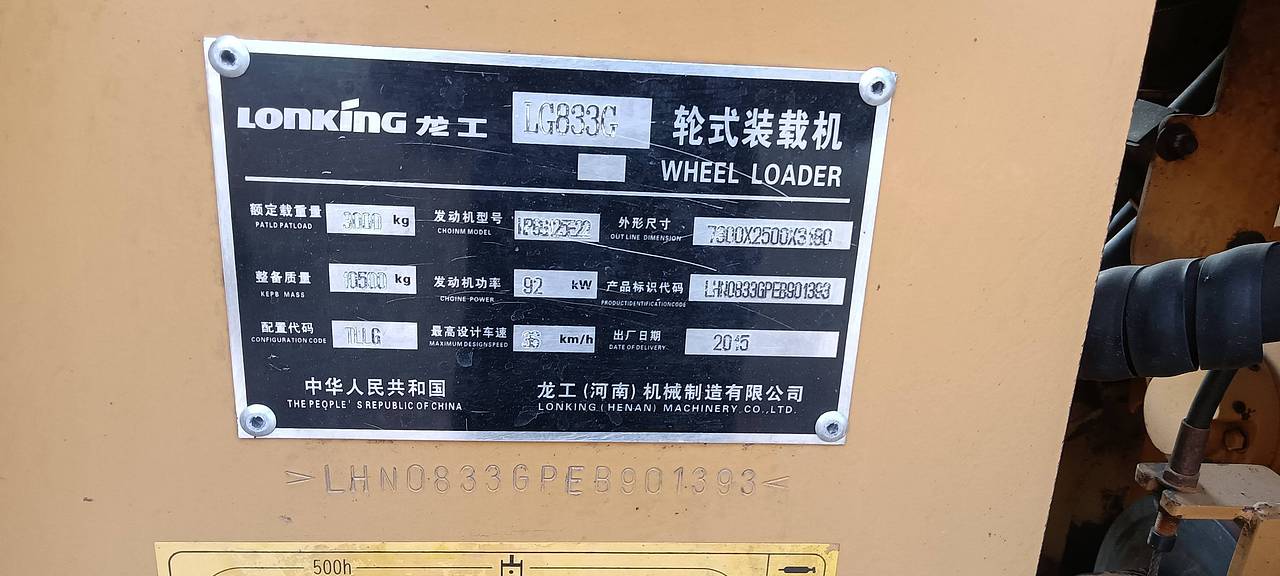 LONKING 龙工 LG833G 轮式装载机
WHEEL LOADER
额定载重量 3000 kg 发动机型号 外形尺寸
PATLD PATLOAD CHOINM MODEL OUT LINE DIMENSION
整备质量 10500 kg 发动机功率 92 kW 产品标识代码 LHN0833GPEB901393
KEPB MASS CHGINE POWER PRODUCTIDENTIFICATIONCODE
配置代码 最高设计车速 km/h 出厂日期 2015
CONFIGURATION CODE MAXIMUM DESIGNSPEED DATE OF DELIVERY
中华人民共和国 龙工(河南)机械制造有限公司
THE PEOPLE' S REPUBLIC OF CHINA LONKING (HENAN) MACHINERY CO.,LTD.
>LHN0833GPEB901393<
500h